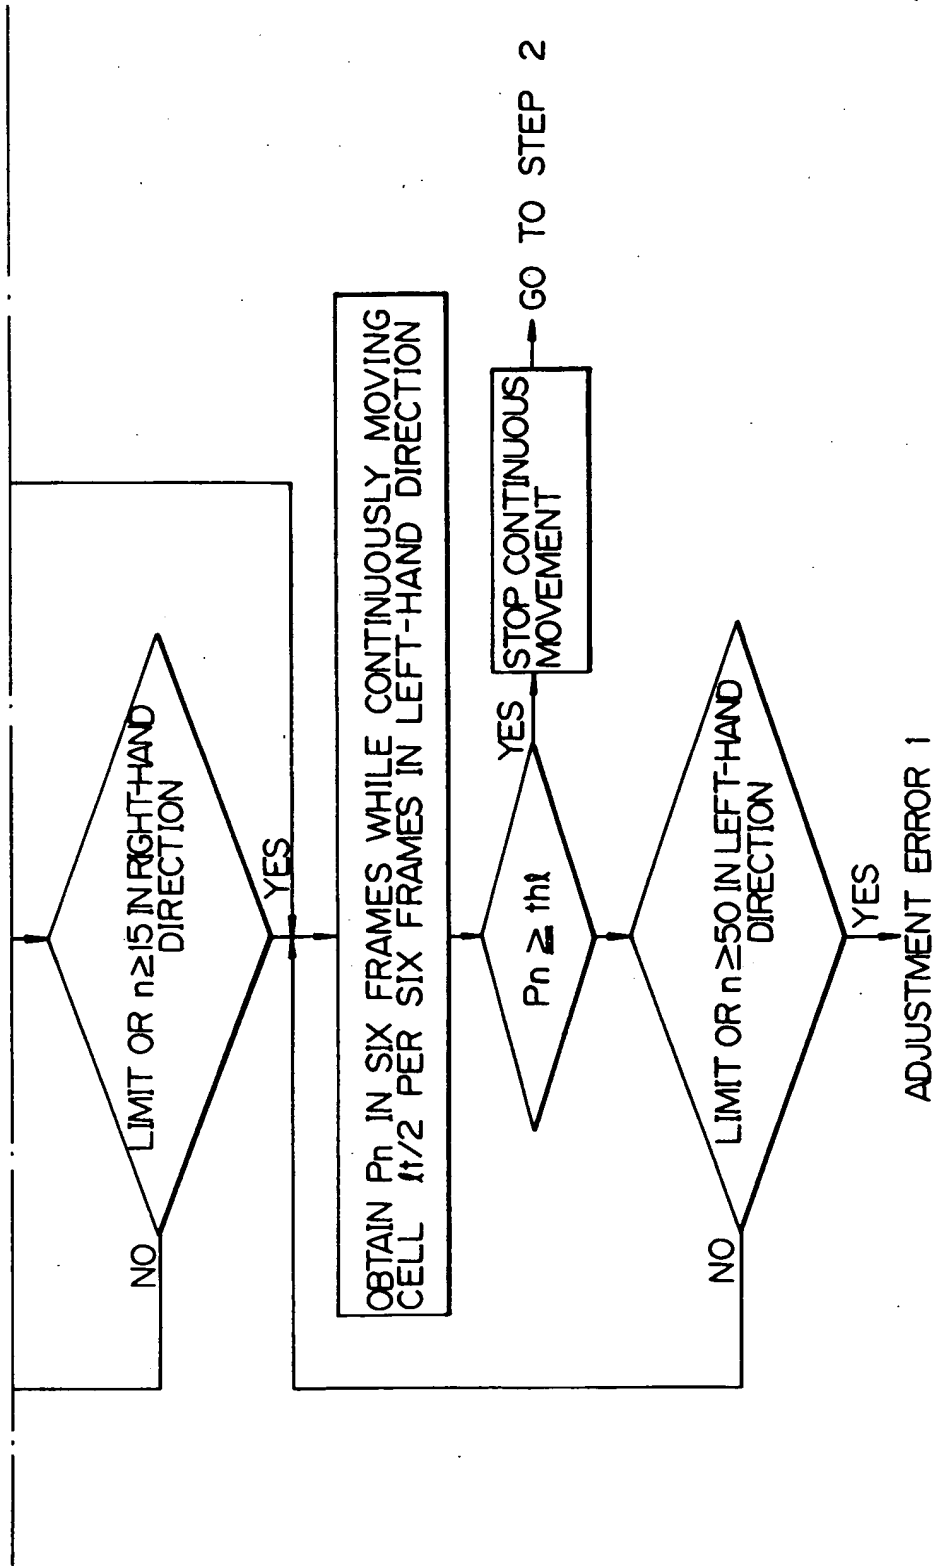 LIMIT OR n≥15 IN RIGHT-HAND
DIRECTION
NO
YES
OBTAIN Pn IN SIX FRAMES WHILE CONTINUOUSLY MOVING
CELL ℓt/2 PER SIX FRAMES IN LEFT-HAND DIRECTION
Pn ≥ thℓ
YES
STOP CONTINUOUS
MOVEMENT
GO TO STEP 2
LIMIT OR n≥50 IN LEFT-HAND
DIRECTION
NO
YES
ADJUSTMENT ERROR 1